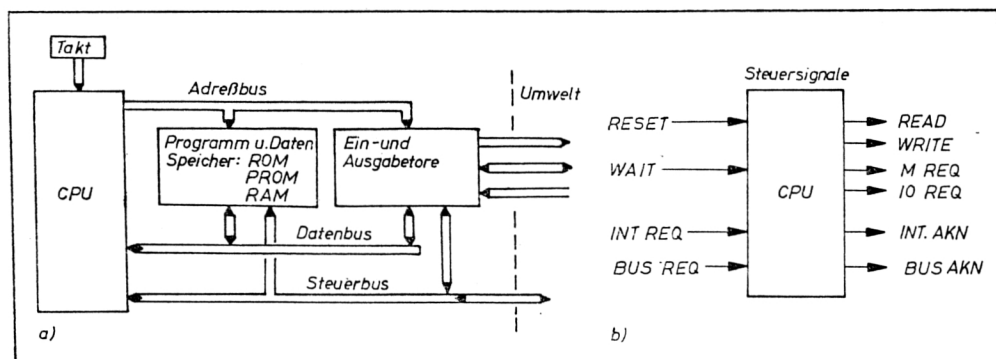 Takt
Adreßbus
Umwelt
CPU
Programm u. Daten
Speicher: ROM
PROM
RAM
Ein- und
Ausgabetore
Datenbus
Steuerbus
a)
Steuersignale
RESET
WAIT
INT REQ
BUS REQ
CPU
READ
WRITE
M REQ
IO REQ
INT. AKN
BUS AKN
b)